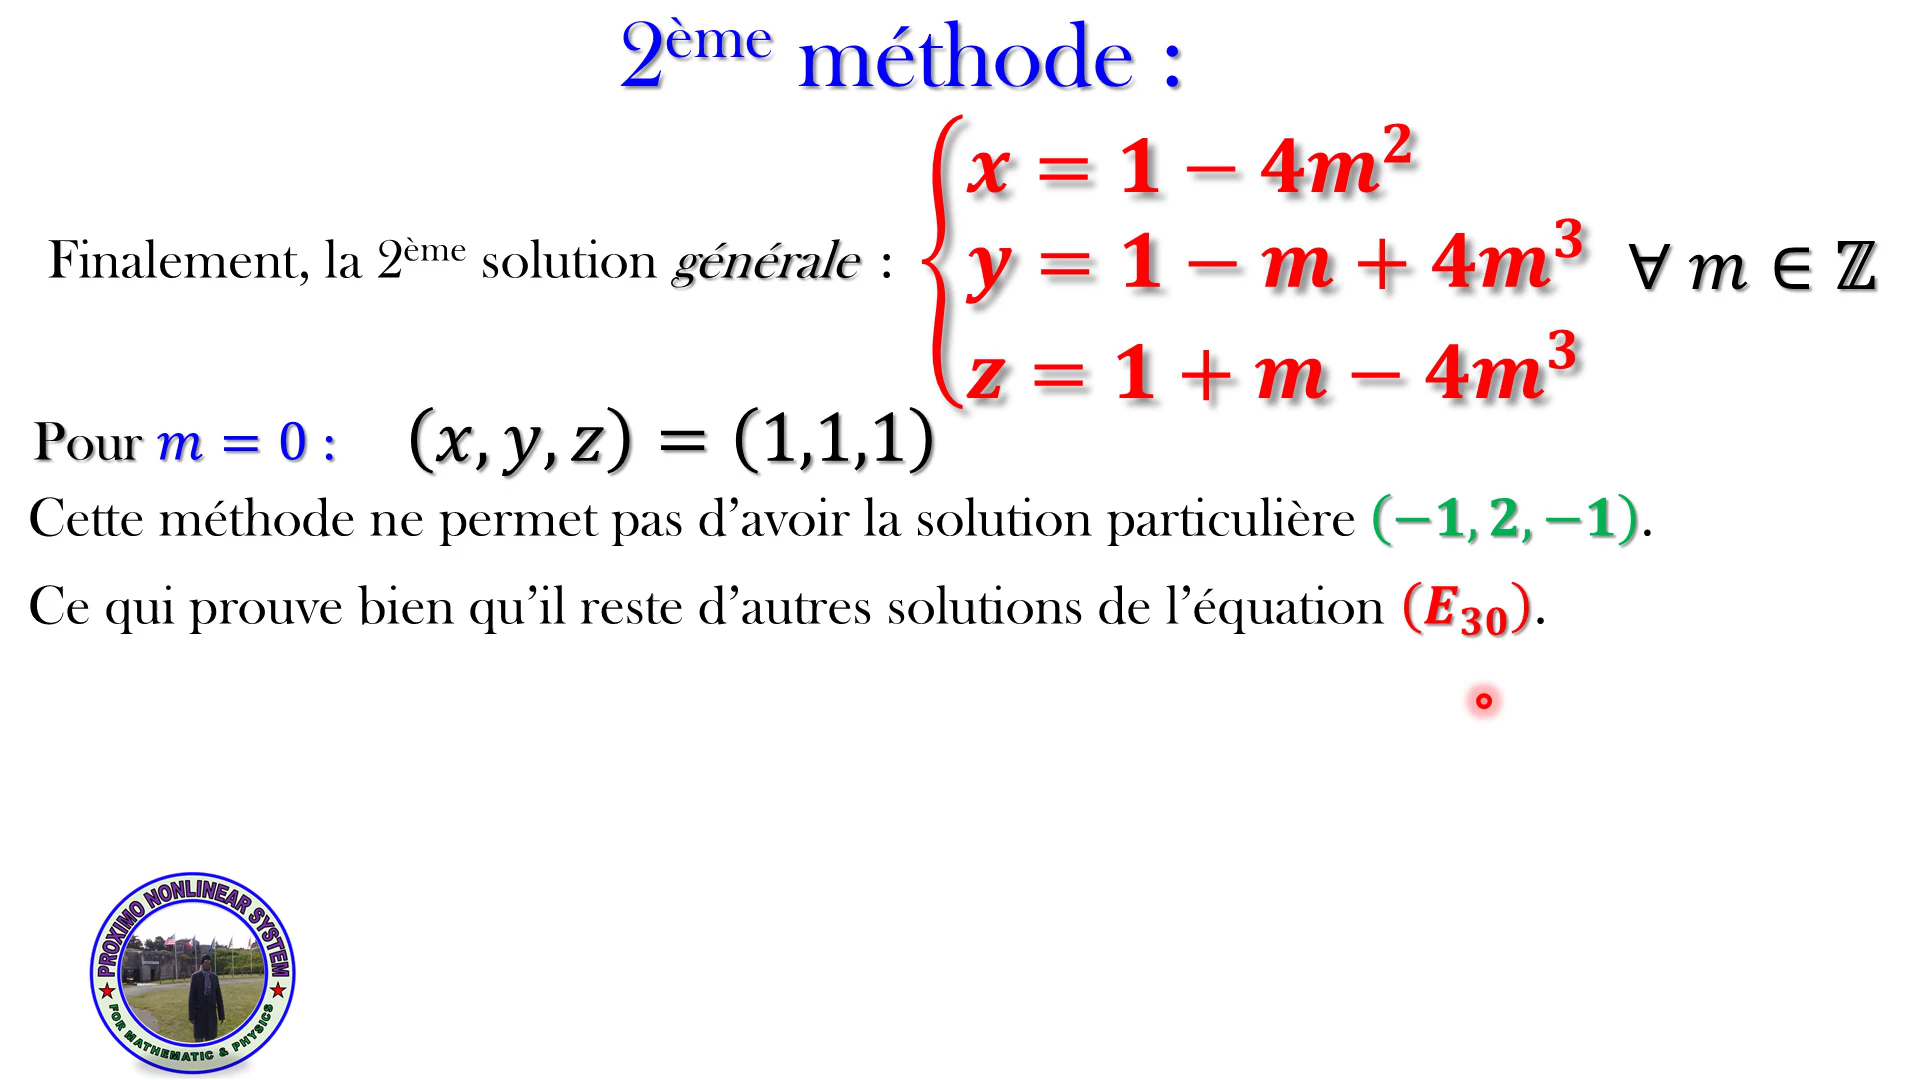 2ème méthode :
x = 1 − 4m²
Finalement, la 2ème solution générale : y = 1 − m + 4m³ ∀ m ∈ ℤ
z = 1 + m − 4m³
Pour m = 0 : (x, y, z) = (1,1,1)
Cette méthode ne permet pas d’avoir la solution particulière (−1, 2, −1).
Ce qui prouve bien qu’il reste d’autres solutions de l’équation (E₃₀).
PROXIMO NONLINEAR SYSTEM
FOR MATHEMATIC & PHYSICS